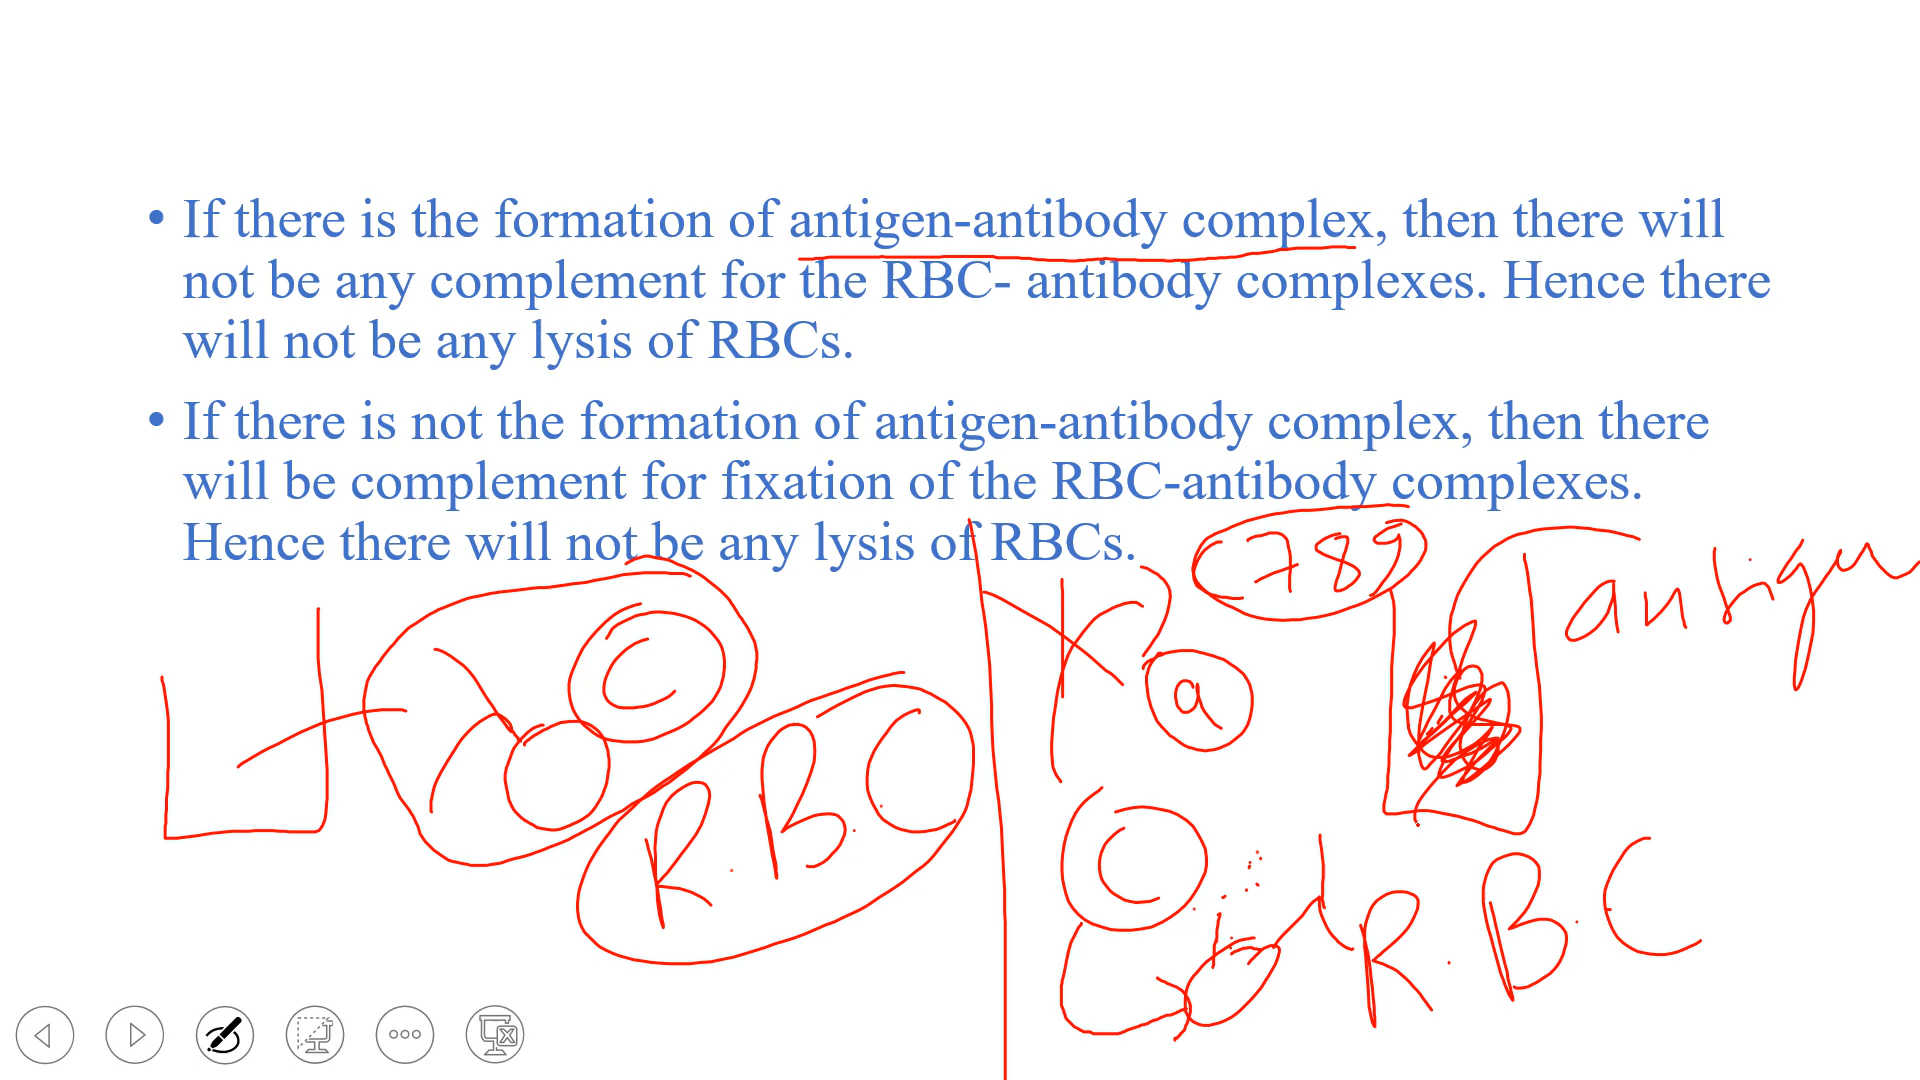 • If there is the formation of antigen-antibody complex, then there will
not be any complement for the RBC- antibody complexes. Hence there
will not be any lysis of RBCs.
• If there is not the formation of antigen-antibody complex, then there
will be complement for fixation of the RBC-antibody complexes.
Hence there will not be any lysis of RBCs.
C789
antigen
C
a
R.B.C
C
R.B.C